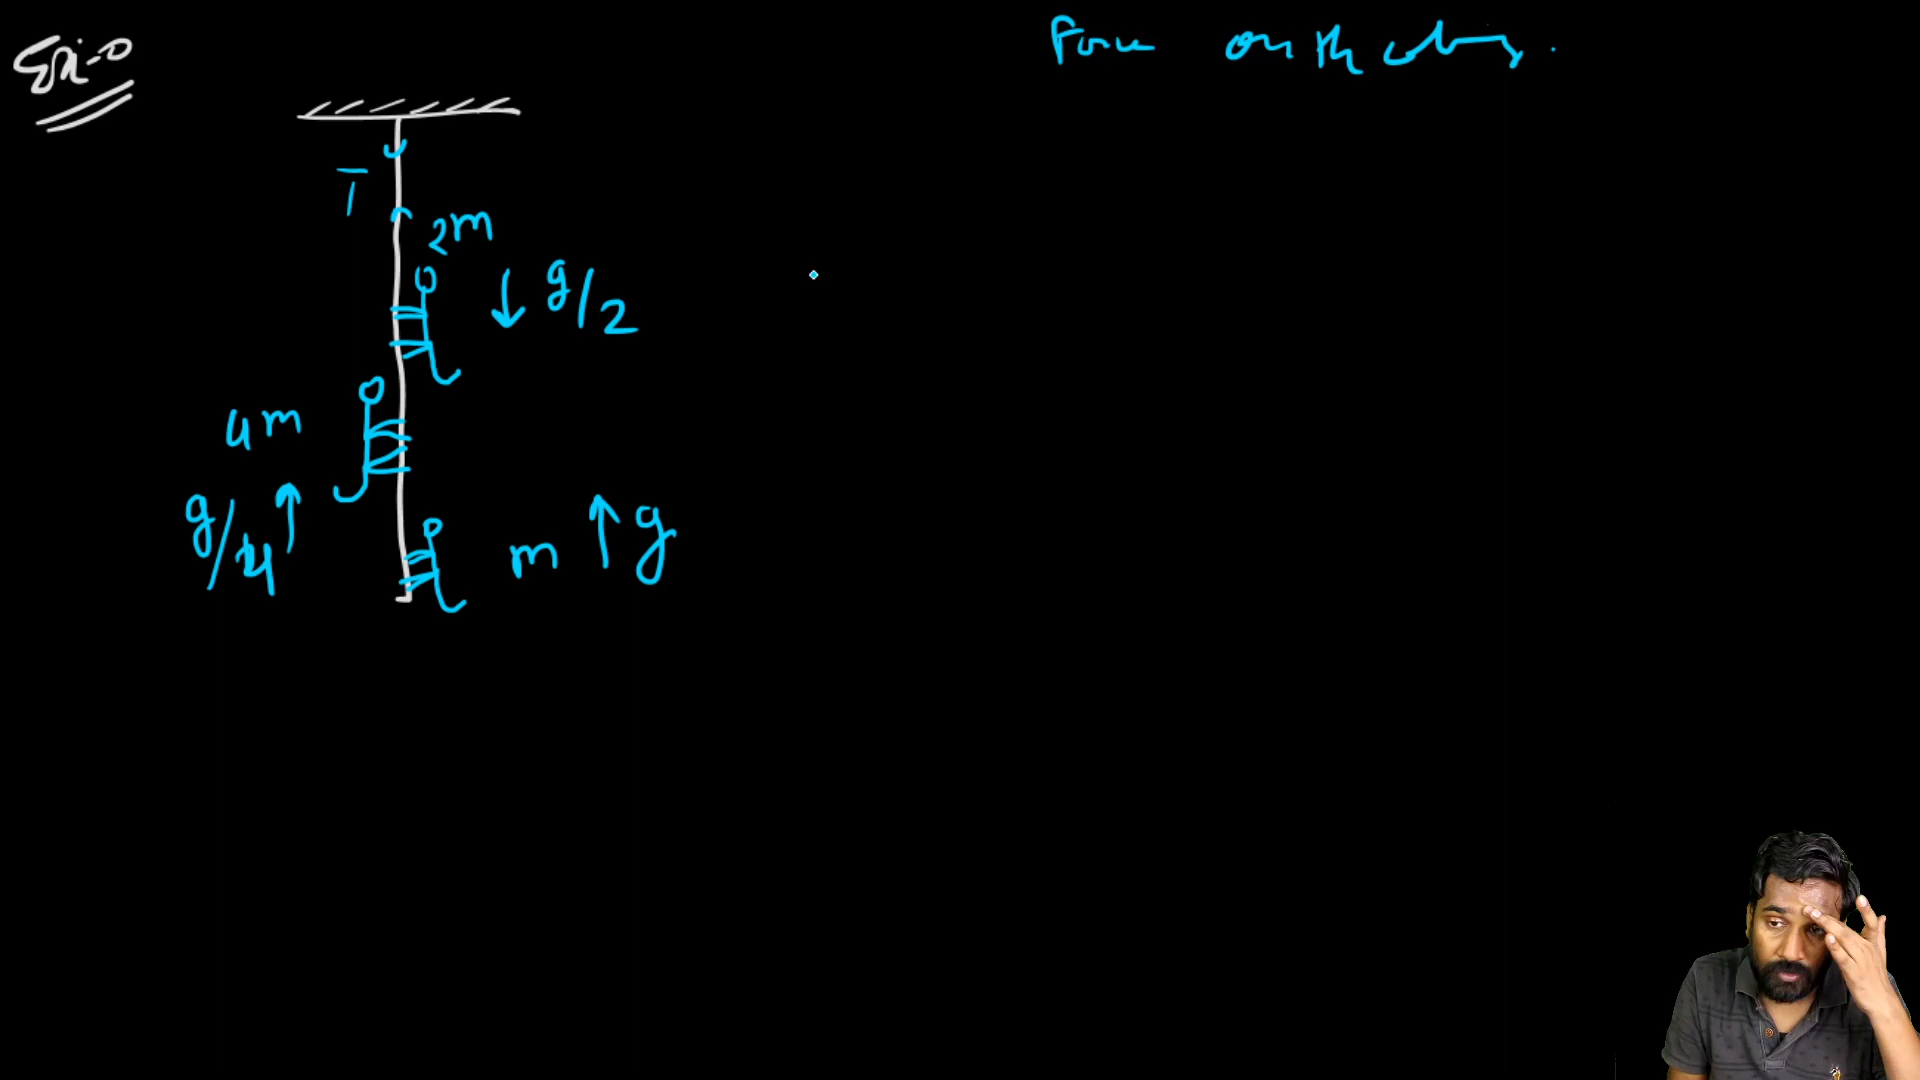 Force on the ceiling.
T
2m
↓ g/2
4m
g/4 ↑
m ↑ g